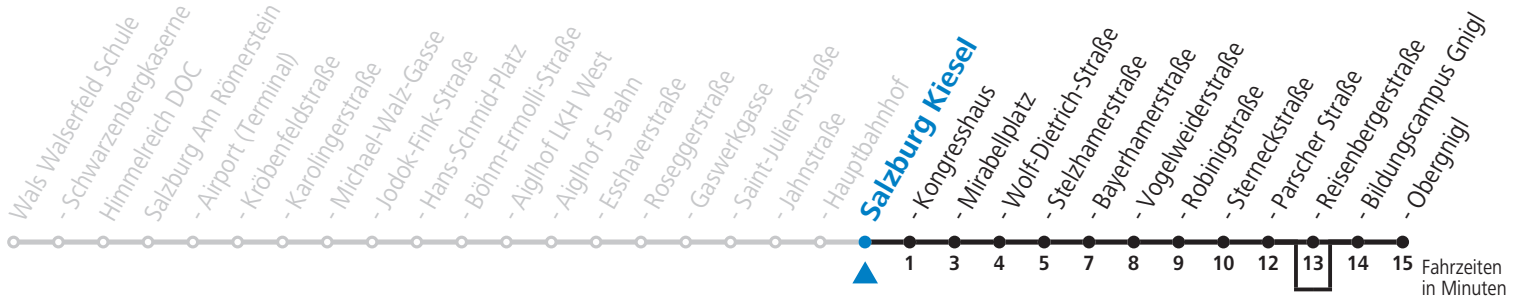 Wals Walserfeld Schule
- Schwarzenbergkaserne
Himmelreich DOC
Salzburg Am Römerstein
- Airport (Terminal)
- Kröbenfeldstraße
- Karolingerstraße
- Michael-Walz-Gasse
- Jodok-Fink-Straße
- Hans-Schmid-Platz
- Böhm-Ermolli-Straße
- Aiglhof LKH West
- Aiglhof S-Bahn
- Esshaverstraße
- Roseggerstraße
- Gaswerkgasse
- Saint-Julien-Straße
- Jahnstraße
- Hauptbahnhof
Salzburg Kiesel
- Kongresshaus
- Mirabellplatz
- Wolf-Dietrich-Straße
- Stelzhamerstraße
- Bayerhamerstraße
- Vogelweiderstraße
- Robinigstraße
- Sterneckstraße
- Parscher Straße
- Reisenbergerstraße
- Bildungscampus Gnigl
- Obergnigl
1 3 4 5 7 8 9 10 12 13 14 15
Fahrzeiten
in Minuten